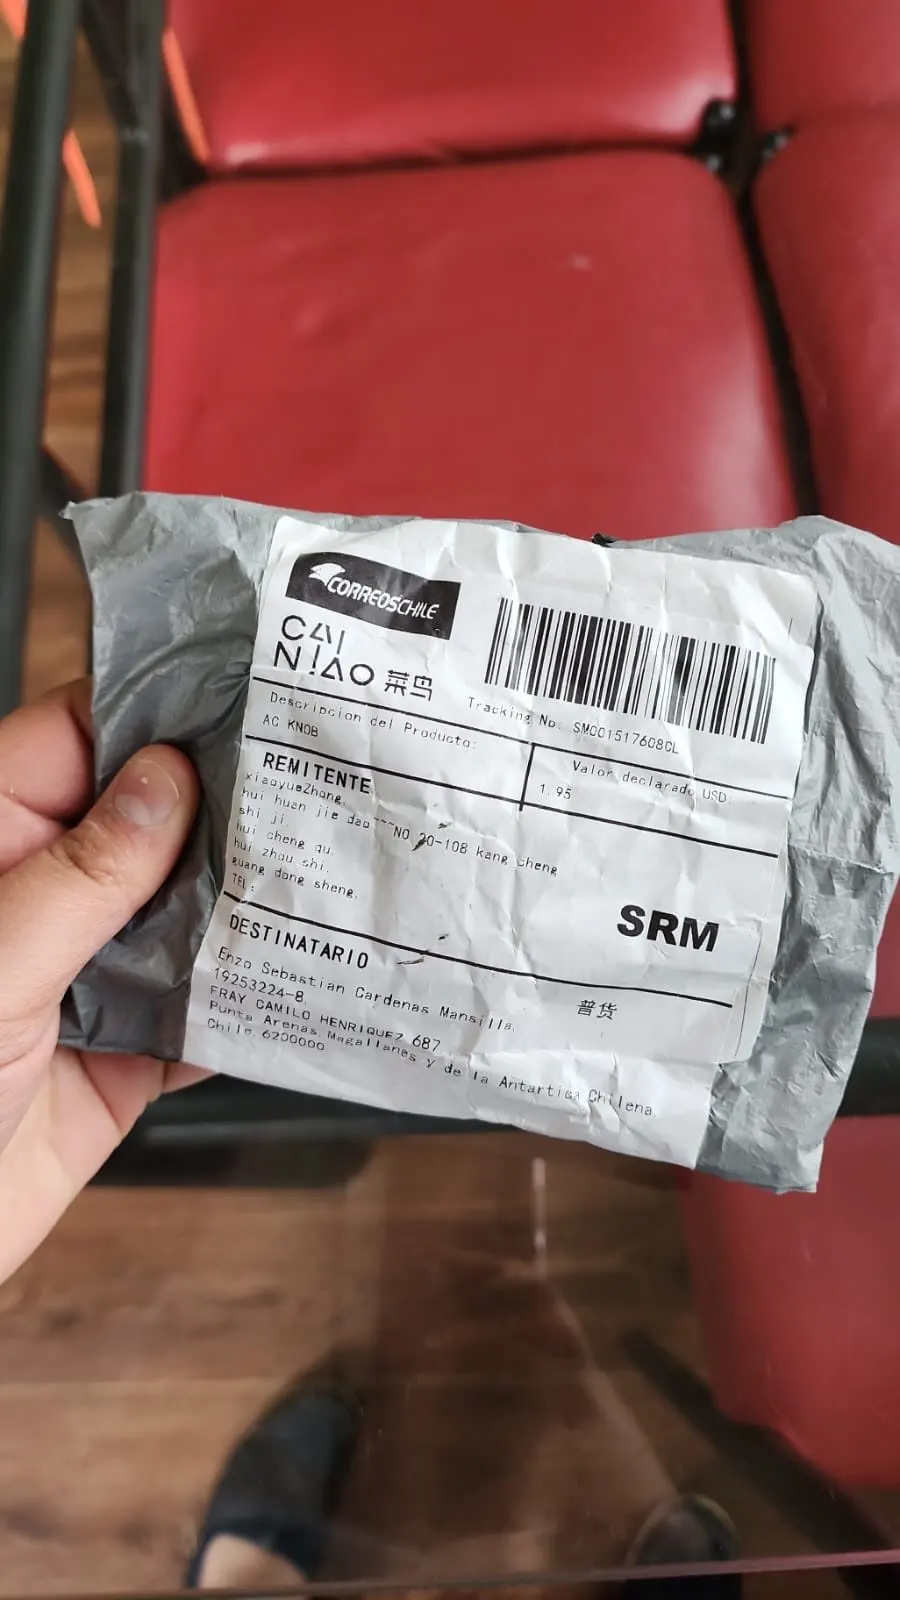 CORREOSCHILE
CAI
NIAO 菜鸟
Tracking No: SM001517608CL
Descripcion del Producto:
AC KNOB
Valor declarado USD:
1.95
REMITENTE
xiaoyueZhang,
hui huan jie dao~~~NO 20-108 kang cheng
shi ji,
hui cheng qu,
hui zhou shi,
guang dong sheng,
TEL:
SRM
DESTINATARIO
普货
Enzo Sebastian Cardenas Mansilla,
19253224-8,
FRAY CAMILO HENRIQUEZ 687 ,
Punta Arenas,Magallanes y de la Antartica Chilena,
Chile,6200000